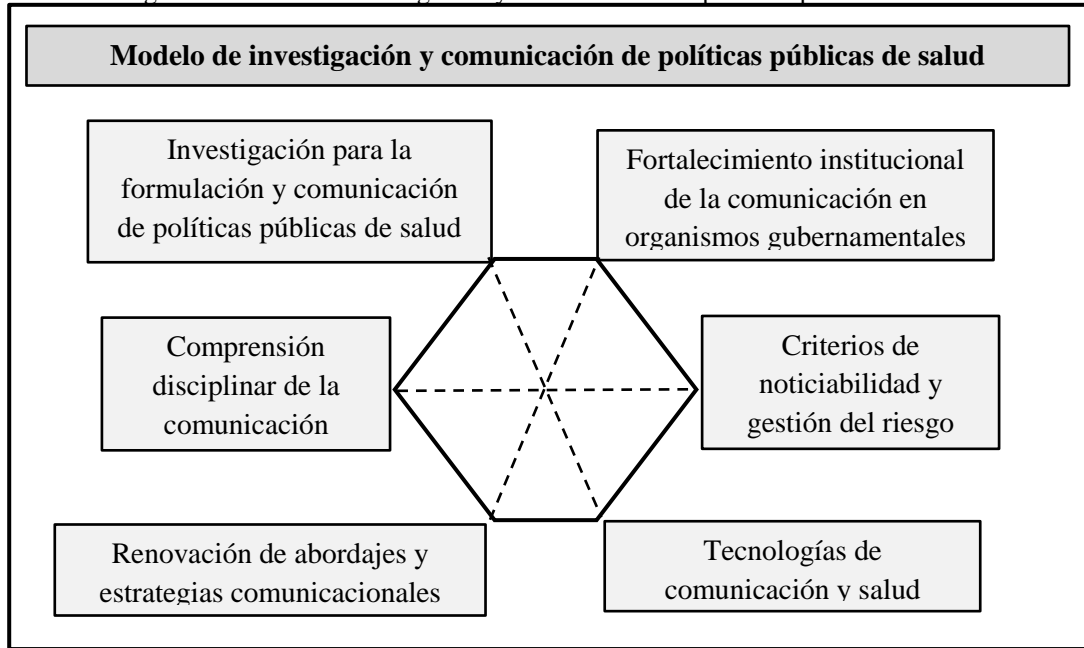 Modelo de investigación y comunicación de políticas públicas de salud
Investigación para la
formulación y comunicación
de políticas públicas de salud
Fortalecimiento institucional
de la comunicación en
organismos gubernamentales
Comprensión
disciplinar de la
comunicación
Criterios de
noticiabilidad y
gestión del riesgo
Renovación de abordajes y
estrategias comunicacionales
Tecnologías de
comunicación y salud